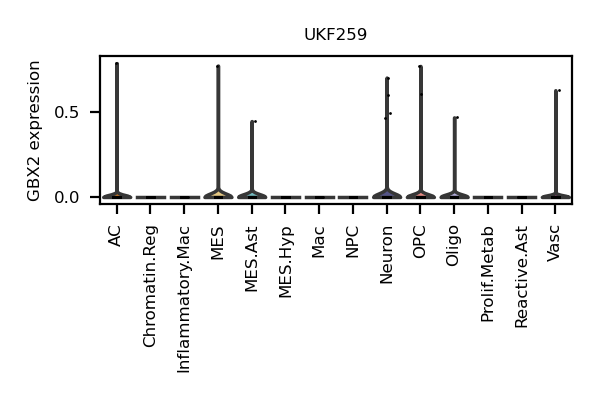 UKF259
GBX2 expression
0.5
0.0
AC
Chromatin.Reg
Inflammatory.Mac
MES
MES.Ast
MES.Hyp
Mac
NPC
Neuron
OPC
Oligo
Prolif.Metab
Reactive.Ast
Vasc